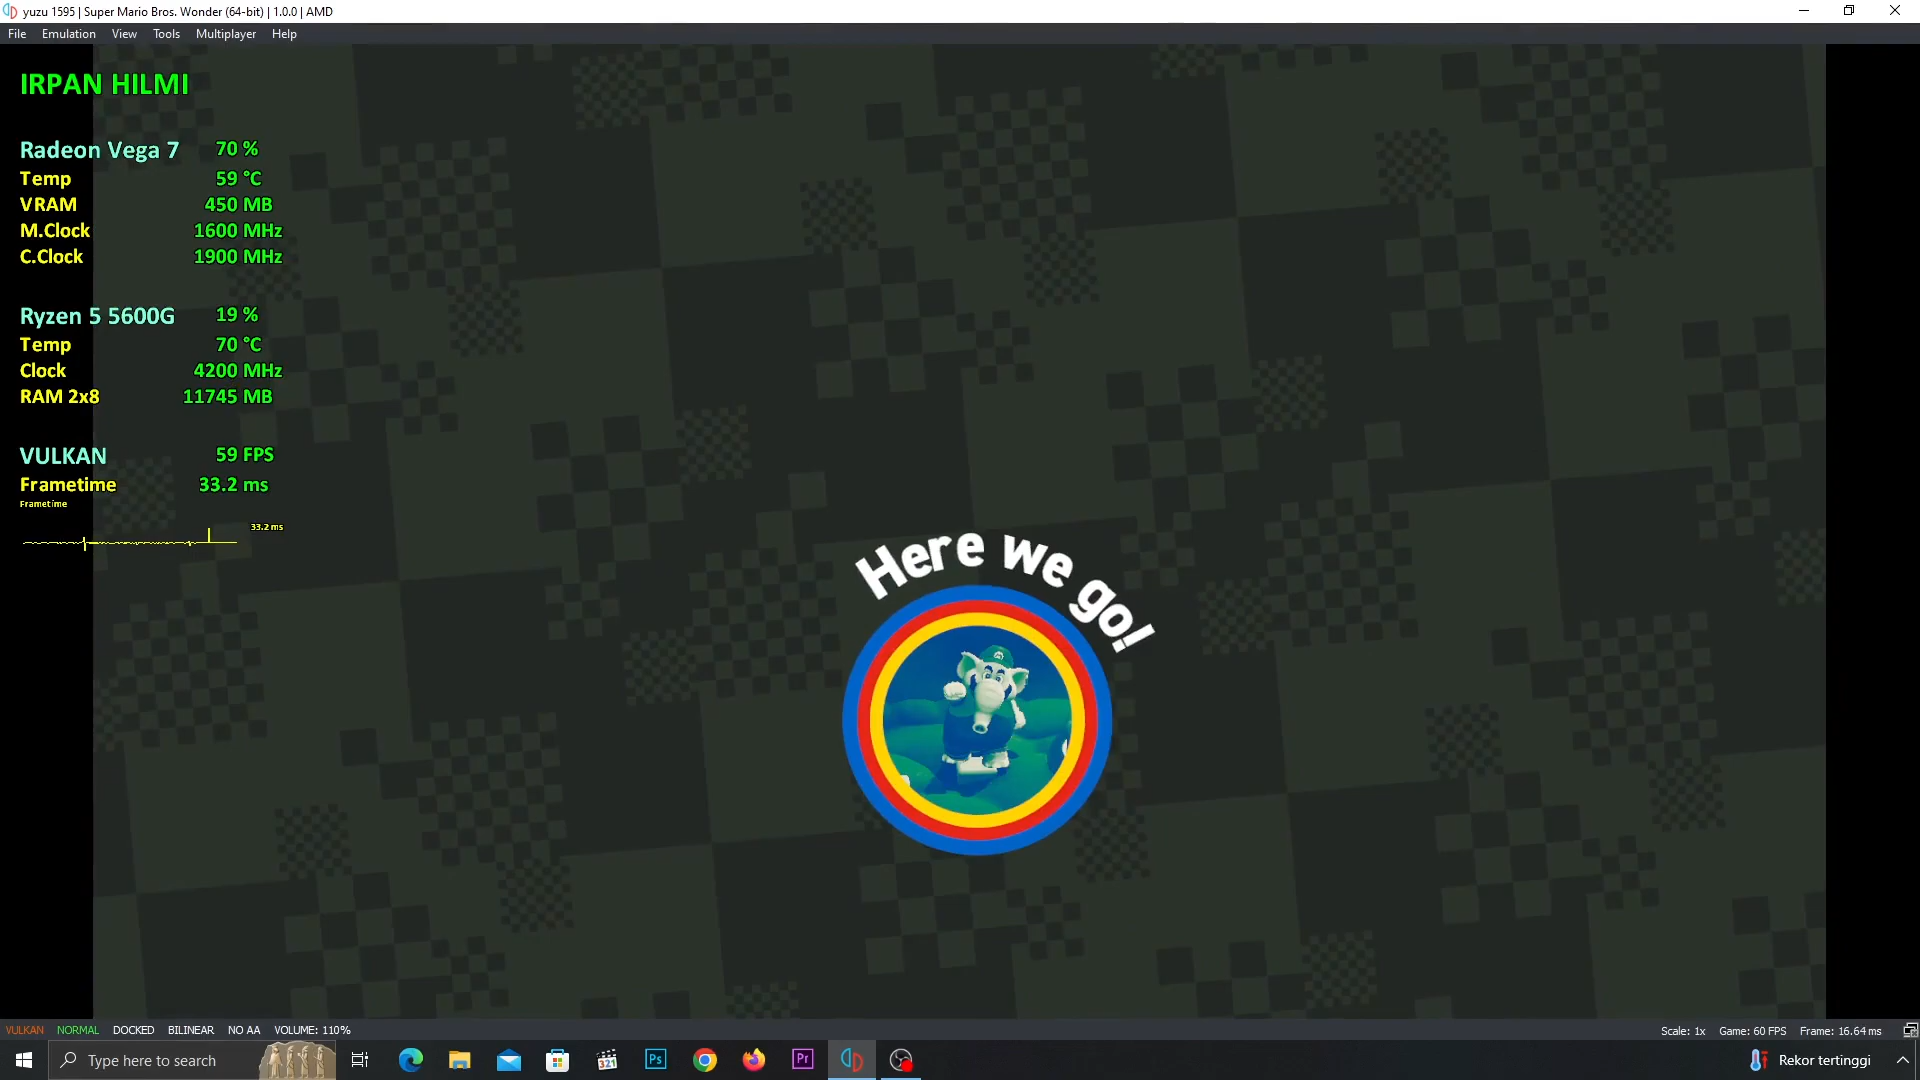 yuzu 1595 | Super Mario Bros. Wonder (64-bit) | 1.0.0 | AMD
File Emulation View Tools Multiplayer Help
IRPAN HILMI
Radeon Vega 7 70 %
Temp 59 °C
VRAM 450 MB
M.Clock 1600 MHz
C.Clock 1900 MHz
Ryzen 5 5600G 19 %
Temp 70 °C
Clock 4200 MHz
RAM 2x8 11745 MB
VULKAN 59 FPS
Frametime 33.2 ms
Frametime
33.2 ms
Here we go!
VULKAN NORMAL DOCKED BILINEAR NO AA VOLUME: 110% Scale: 1x Game: 60 FPS Frame: 16.64 ms
Type here to search 321 Ps Pr Rekor tertinggi